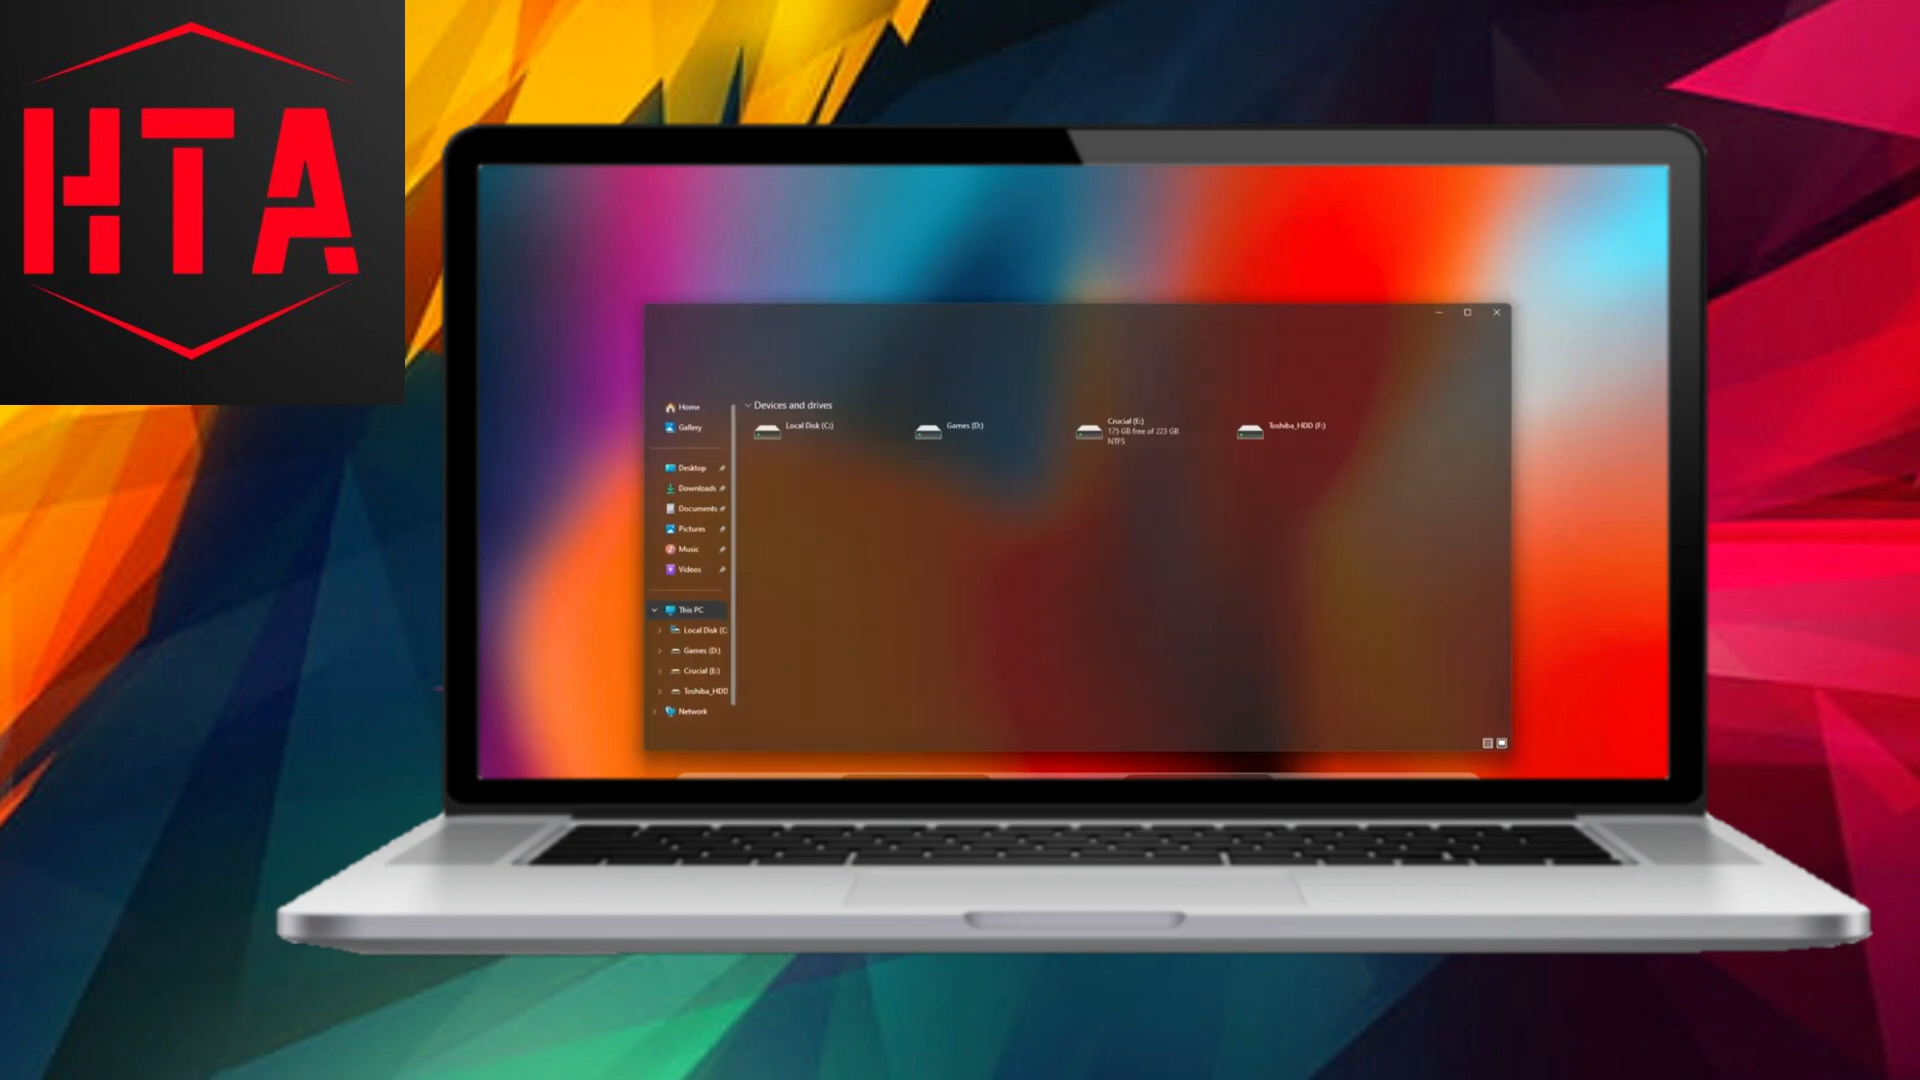 HTA
Home
Gallery
Desktop
Downloads
Documents
Pictures
Music
Videos
This PC
Local Disk (C:
Games (D:)
Crucial (E:)
Toshiba_HDD
Network
Devices and drives
Local Disk (C:)
Games (D:)
Crucial (E:)
175 GB free of 223 GB
NTFS
Toshiba_HDD (F:)